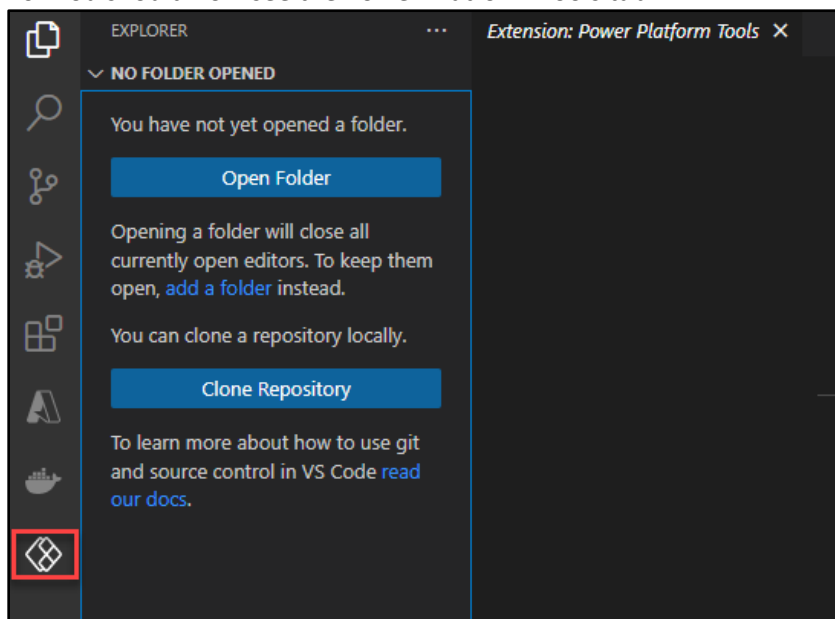 EXPLORER
Extension: Power Platform Tools
NO FOLDER OPENED
You have not yet opened a folder.
Open Folder
Opening a folder will close all
currently open editors. To keep them
open, add a folder instead.
You can clone a repository locally.
Clone Repository
To learn more about how to use git
and source control in VS Code read
our docs.